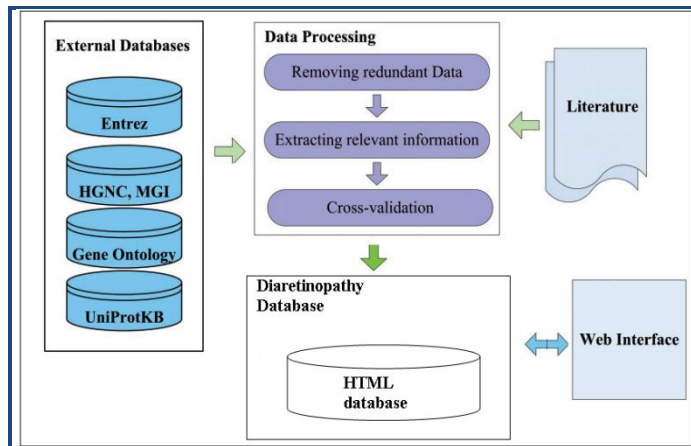 External Databases
Entrez
HGNC, MGI
Gene Ontology
UniProtKB
Data Processing
Removing redundant Data
Extracting relevant information
Cross-validation
Literature
Diaretinopathy
Database
HTML
database
Web Interface